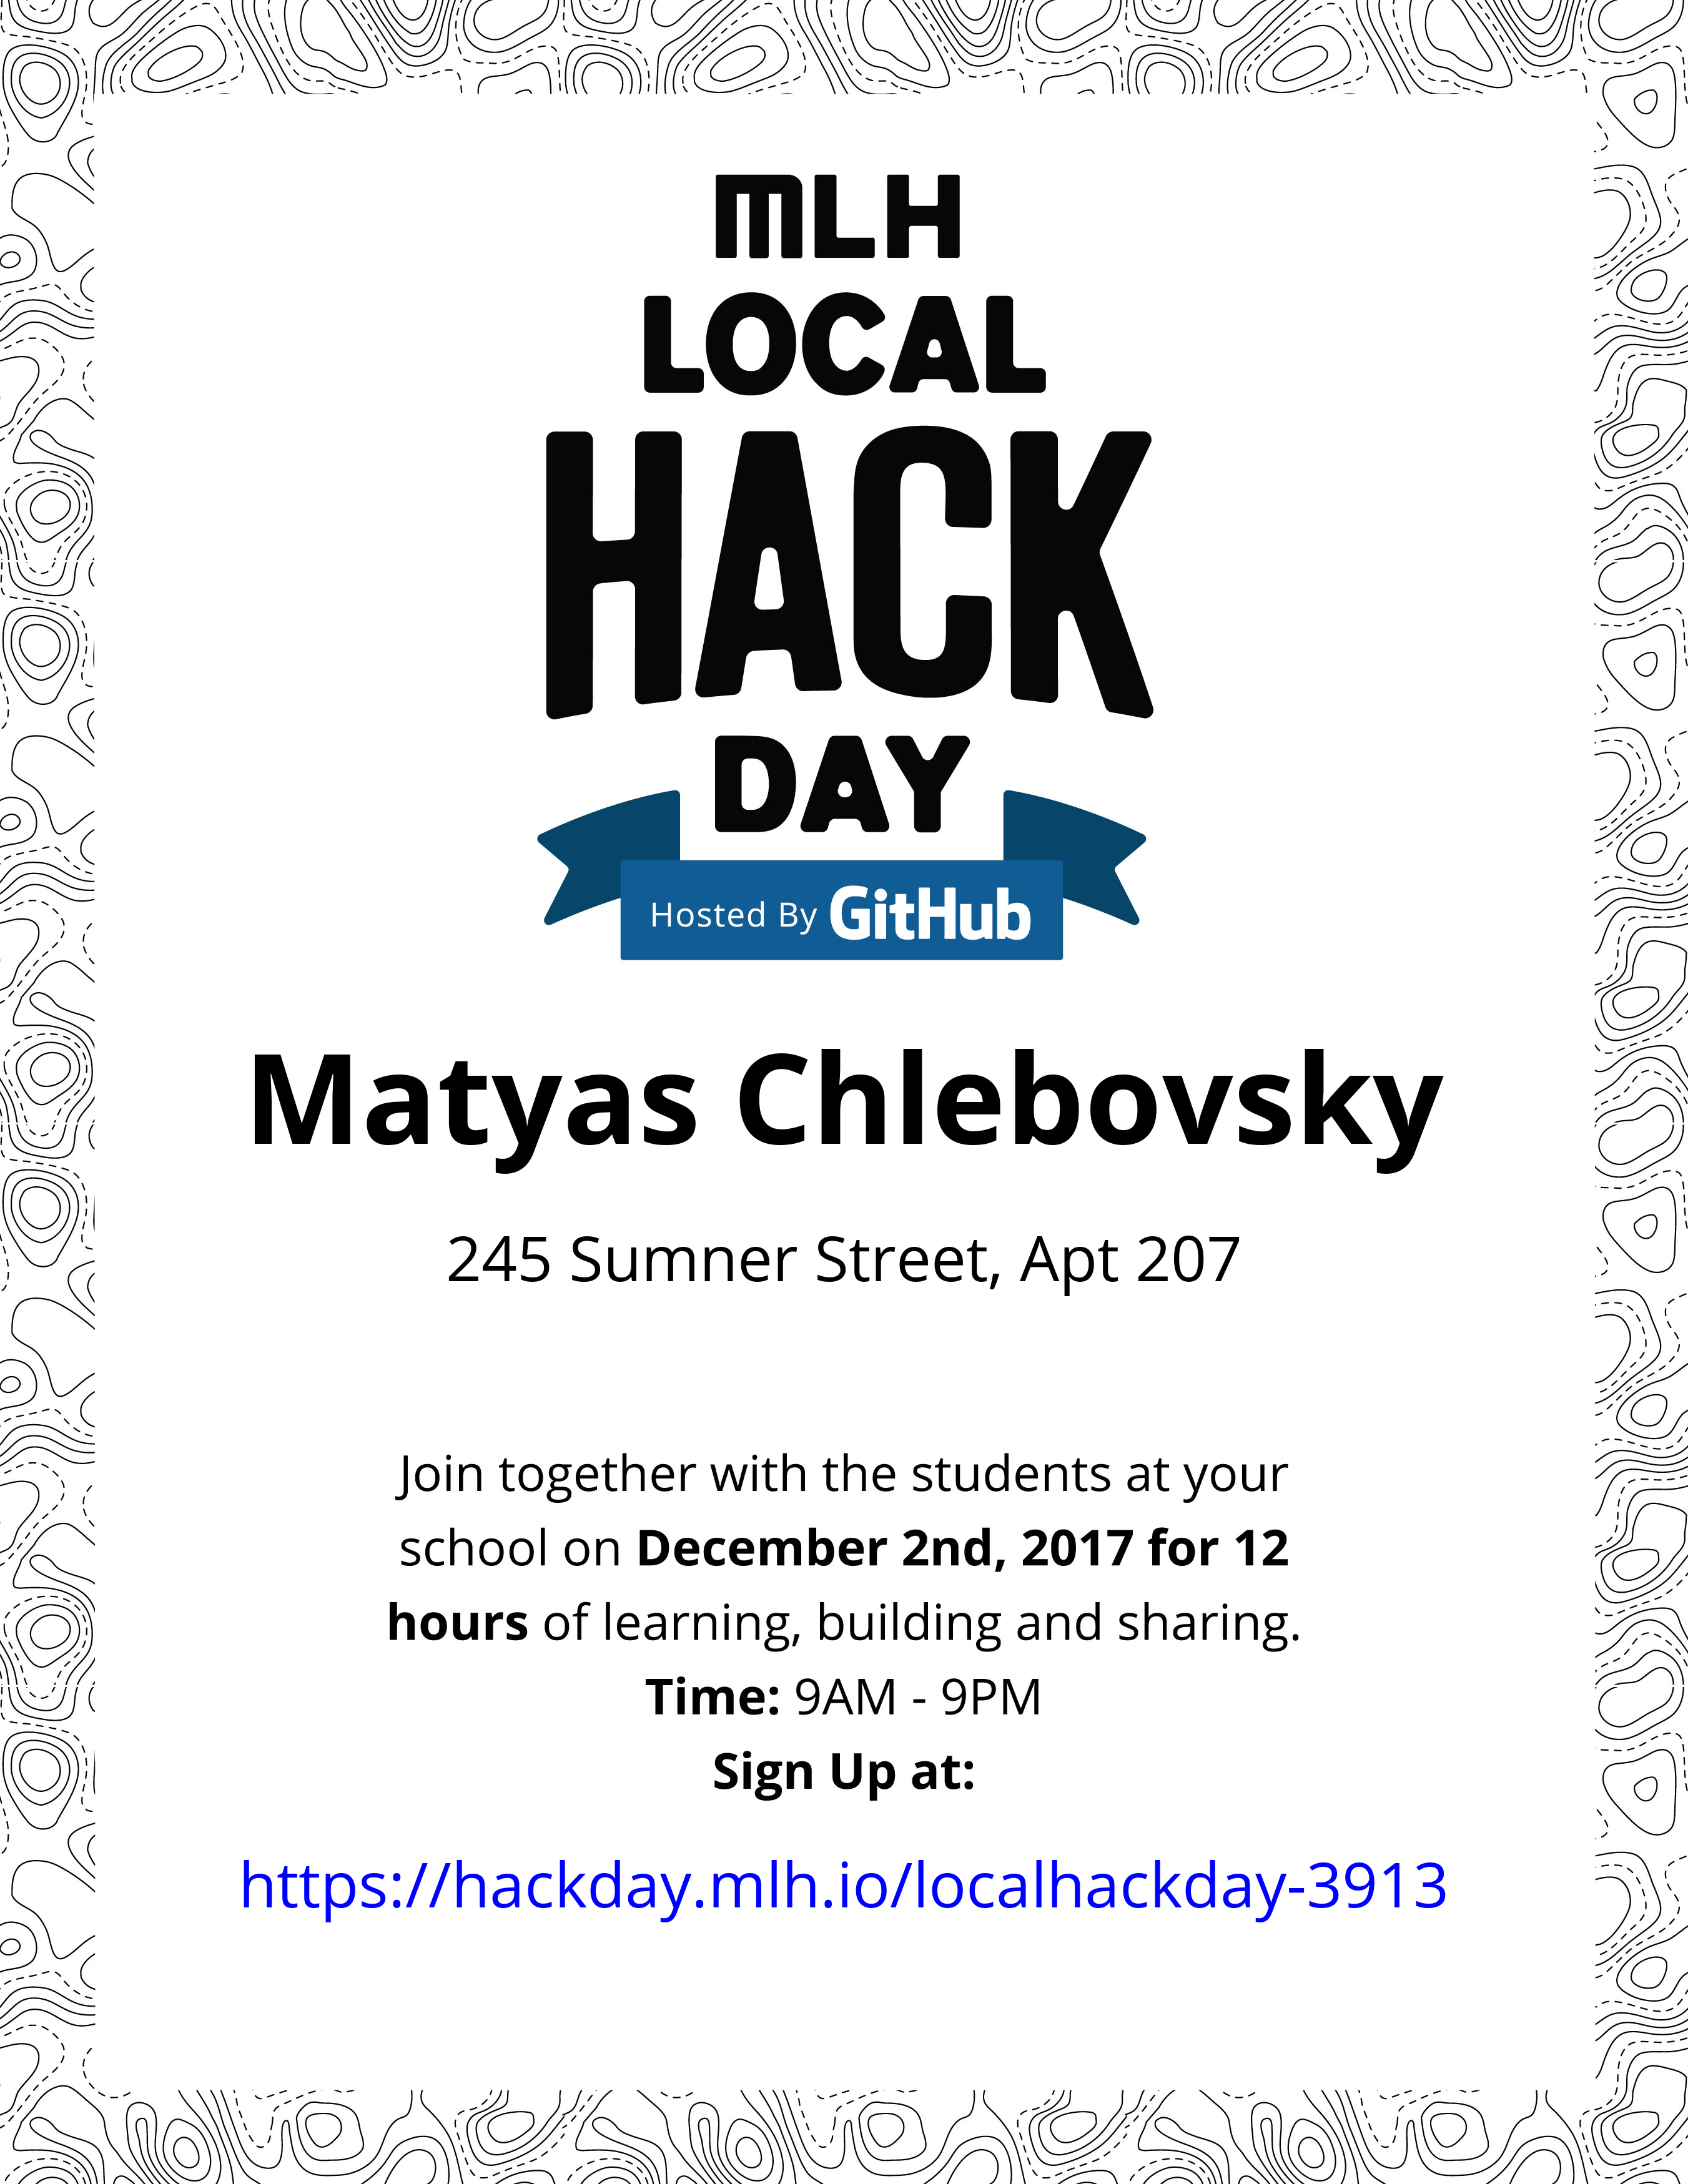 MLH
LOCAL
HACK
DAY
Hosted By GitHub
Matyas Chlebovsky
245 Sumner Street, Apt 207
Join together with the students at your
school on December 2nd, 2017 for 12
hours of learning, building and sharing.
Time: 9AM - 9PM
Sign Up at:
https://hackday.mlh.io/localhackday-3913